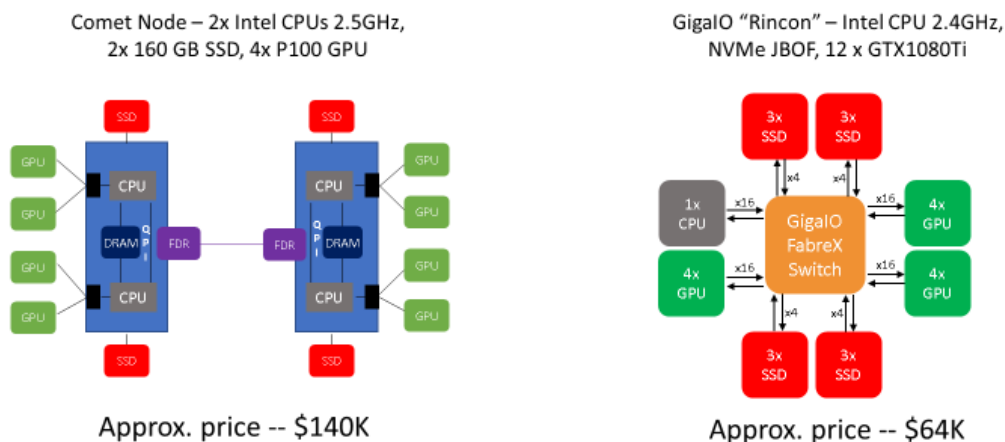 Comet Node – 2x Intel CPUs 2.5GHz,
2x 160 GB SSD, 4x P100 GPU
SSD
SSD
GPU
GPU
GPU
GPU
CPU
DRAM
QPI
CPU
FDR
FDR
CPU
QPI
DRAM
CPU
GPU
GPU
GPU
GPU
SSD
SSD
Approx. price -- $140K
GigaIO “Rincon” – Intel CPU 2.4GHz,
NVMe JBOF, 12 x GTX1080Ti
3x
SSD
3x
SSD
x4
x4
1x
CPU
x16
GigaIO
FabreX
Switch
x16
4x
GPU
4x
GPU
x16
x16
4x
GPU
x4
x4
3x
SSD
3x
SSD
Approx. price -- $64K